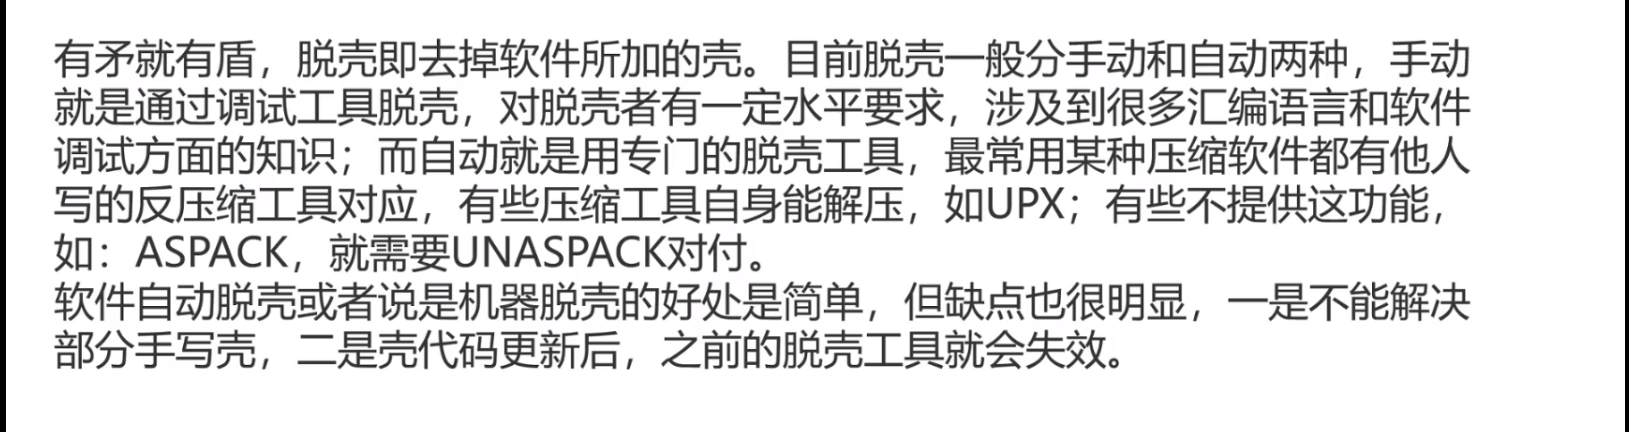 有矛就有盾，脱壳即去掉软件所加的壳。目前脱壳一般分手动和自动两种，手动
就是通过调试工具脱壳，对脱壳者有一定水平要求，涉及到很多汇编语言和软件
调试方面的知识；而自动就是用专门的脱壳工具，最常用某种压缩软件都有他人
写的反压缩工具对应，有些压缩工具自身能解压，如UPX；有些不提供这功能，
如：ASPACK，就需要UNASPACK对付。
软件自动脱壳或者说是机器脱壳的好处是简单，但缺点也很明显，一是不能解决
部分手写壳，二是壳代码更新后，之前的脱壳工具就会失效。